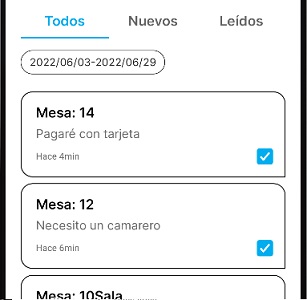 Todos Nuevos Leídos
2022/06/03-2022/06/29
Mesa: 14
Pagaré con tarjeta
Hace 4min
Mesa: 12
Necesito un camarero
Hace 6min
Mesa: 10Sala